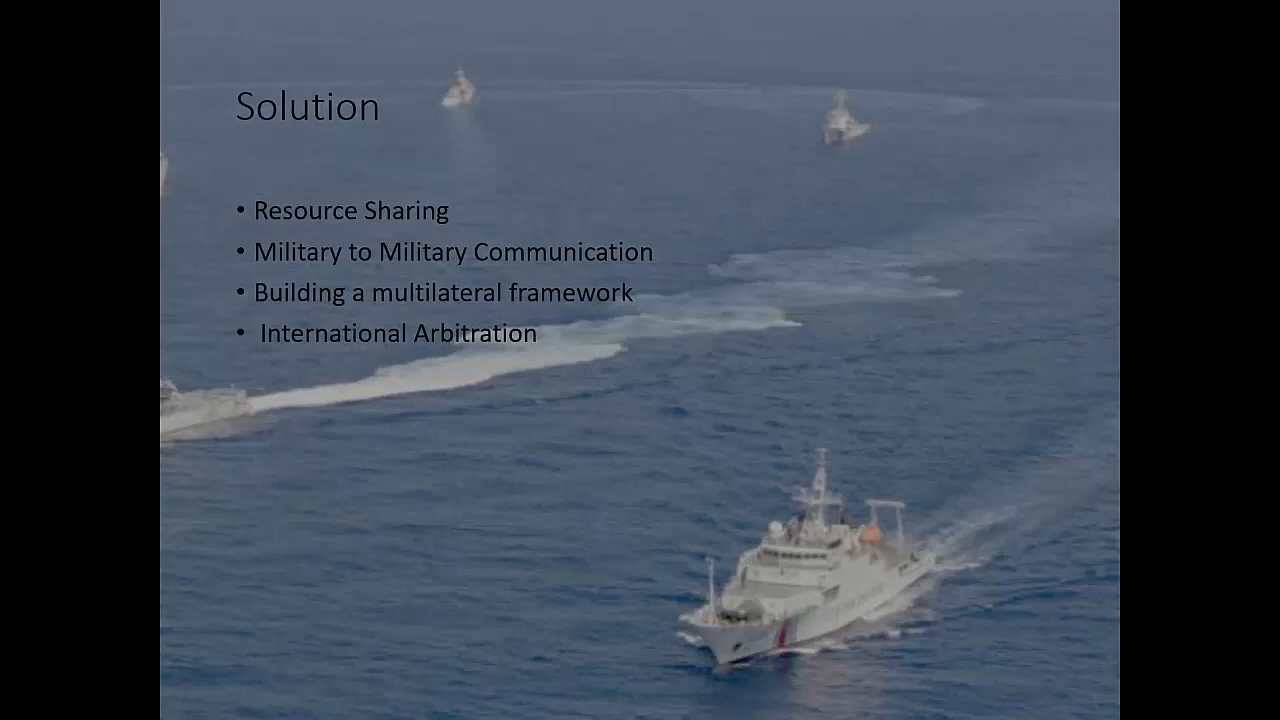 Solution
• Resource Sharing
• Military to Military Communication
• Building a multilateral framework
• International Arbitration